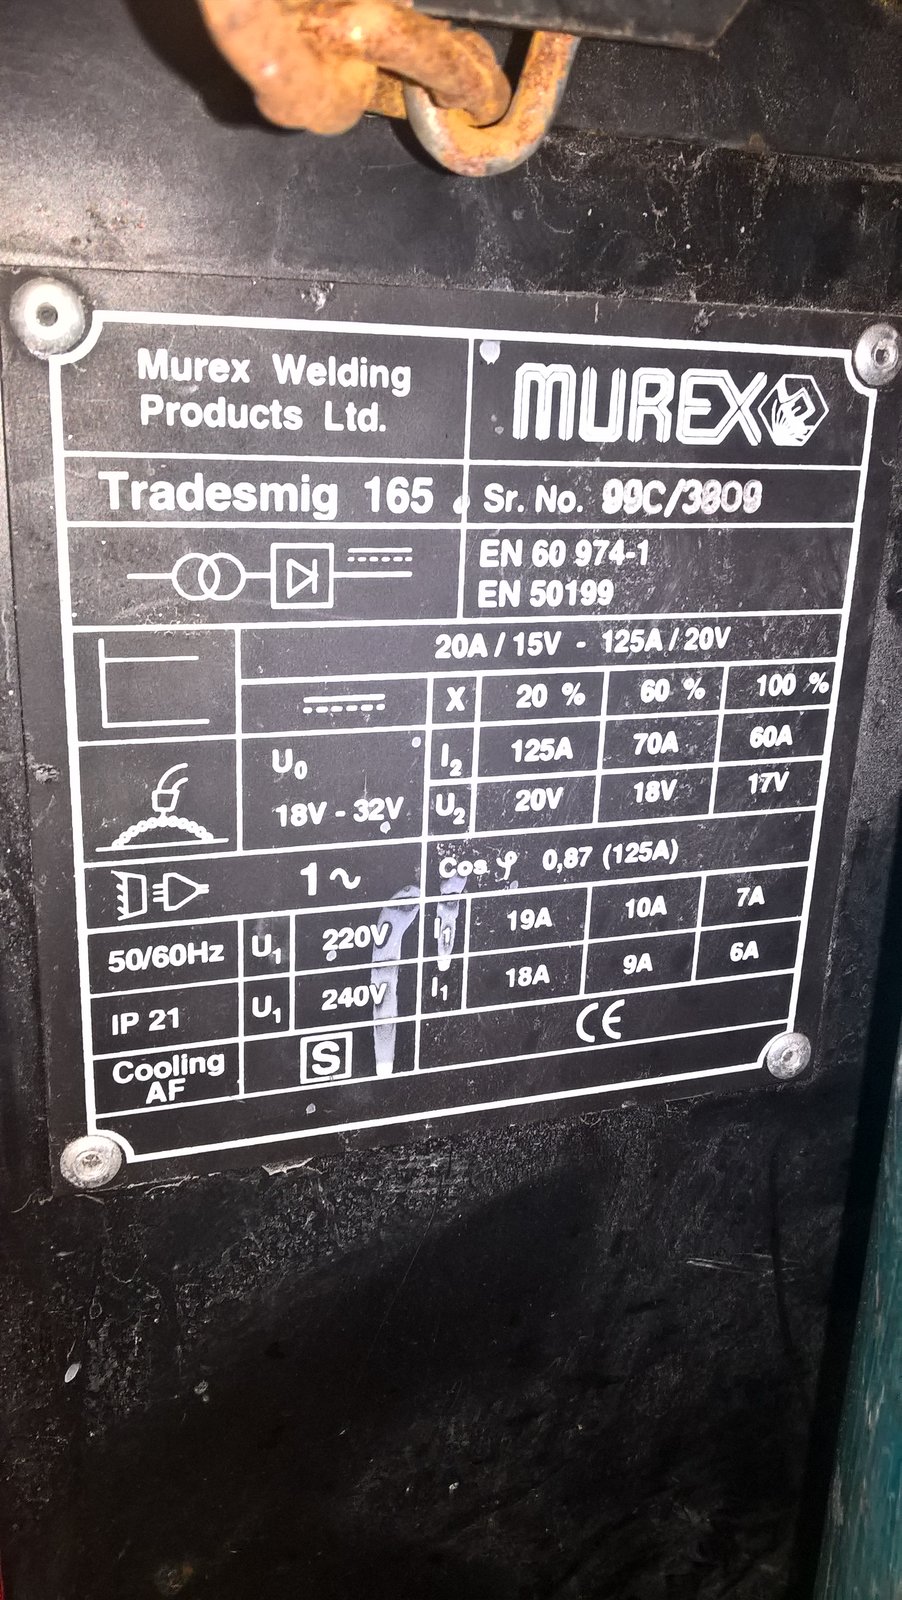 Murex Welding
Products Ltd.
MUREX
Tradesmig 165
Sr. No. 99C/3809
EN 60 974-1
EN 50199
20A / 15V - 125A / 20V
X 20 % 60 % 100 %
U₀
18V - 32V
I₂ 125A 70A 60A
U₂ 20V 18V 17V
1~
Cos φ 0,87 (125A)
50/60Hz U₁ 220V I₁ 19A 10A 7A
IP 21 U₁ 240V I₁ 18A 9A 6A
Cooling
AF
S
CE